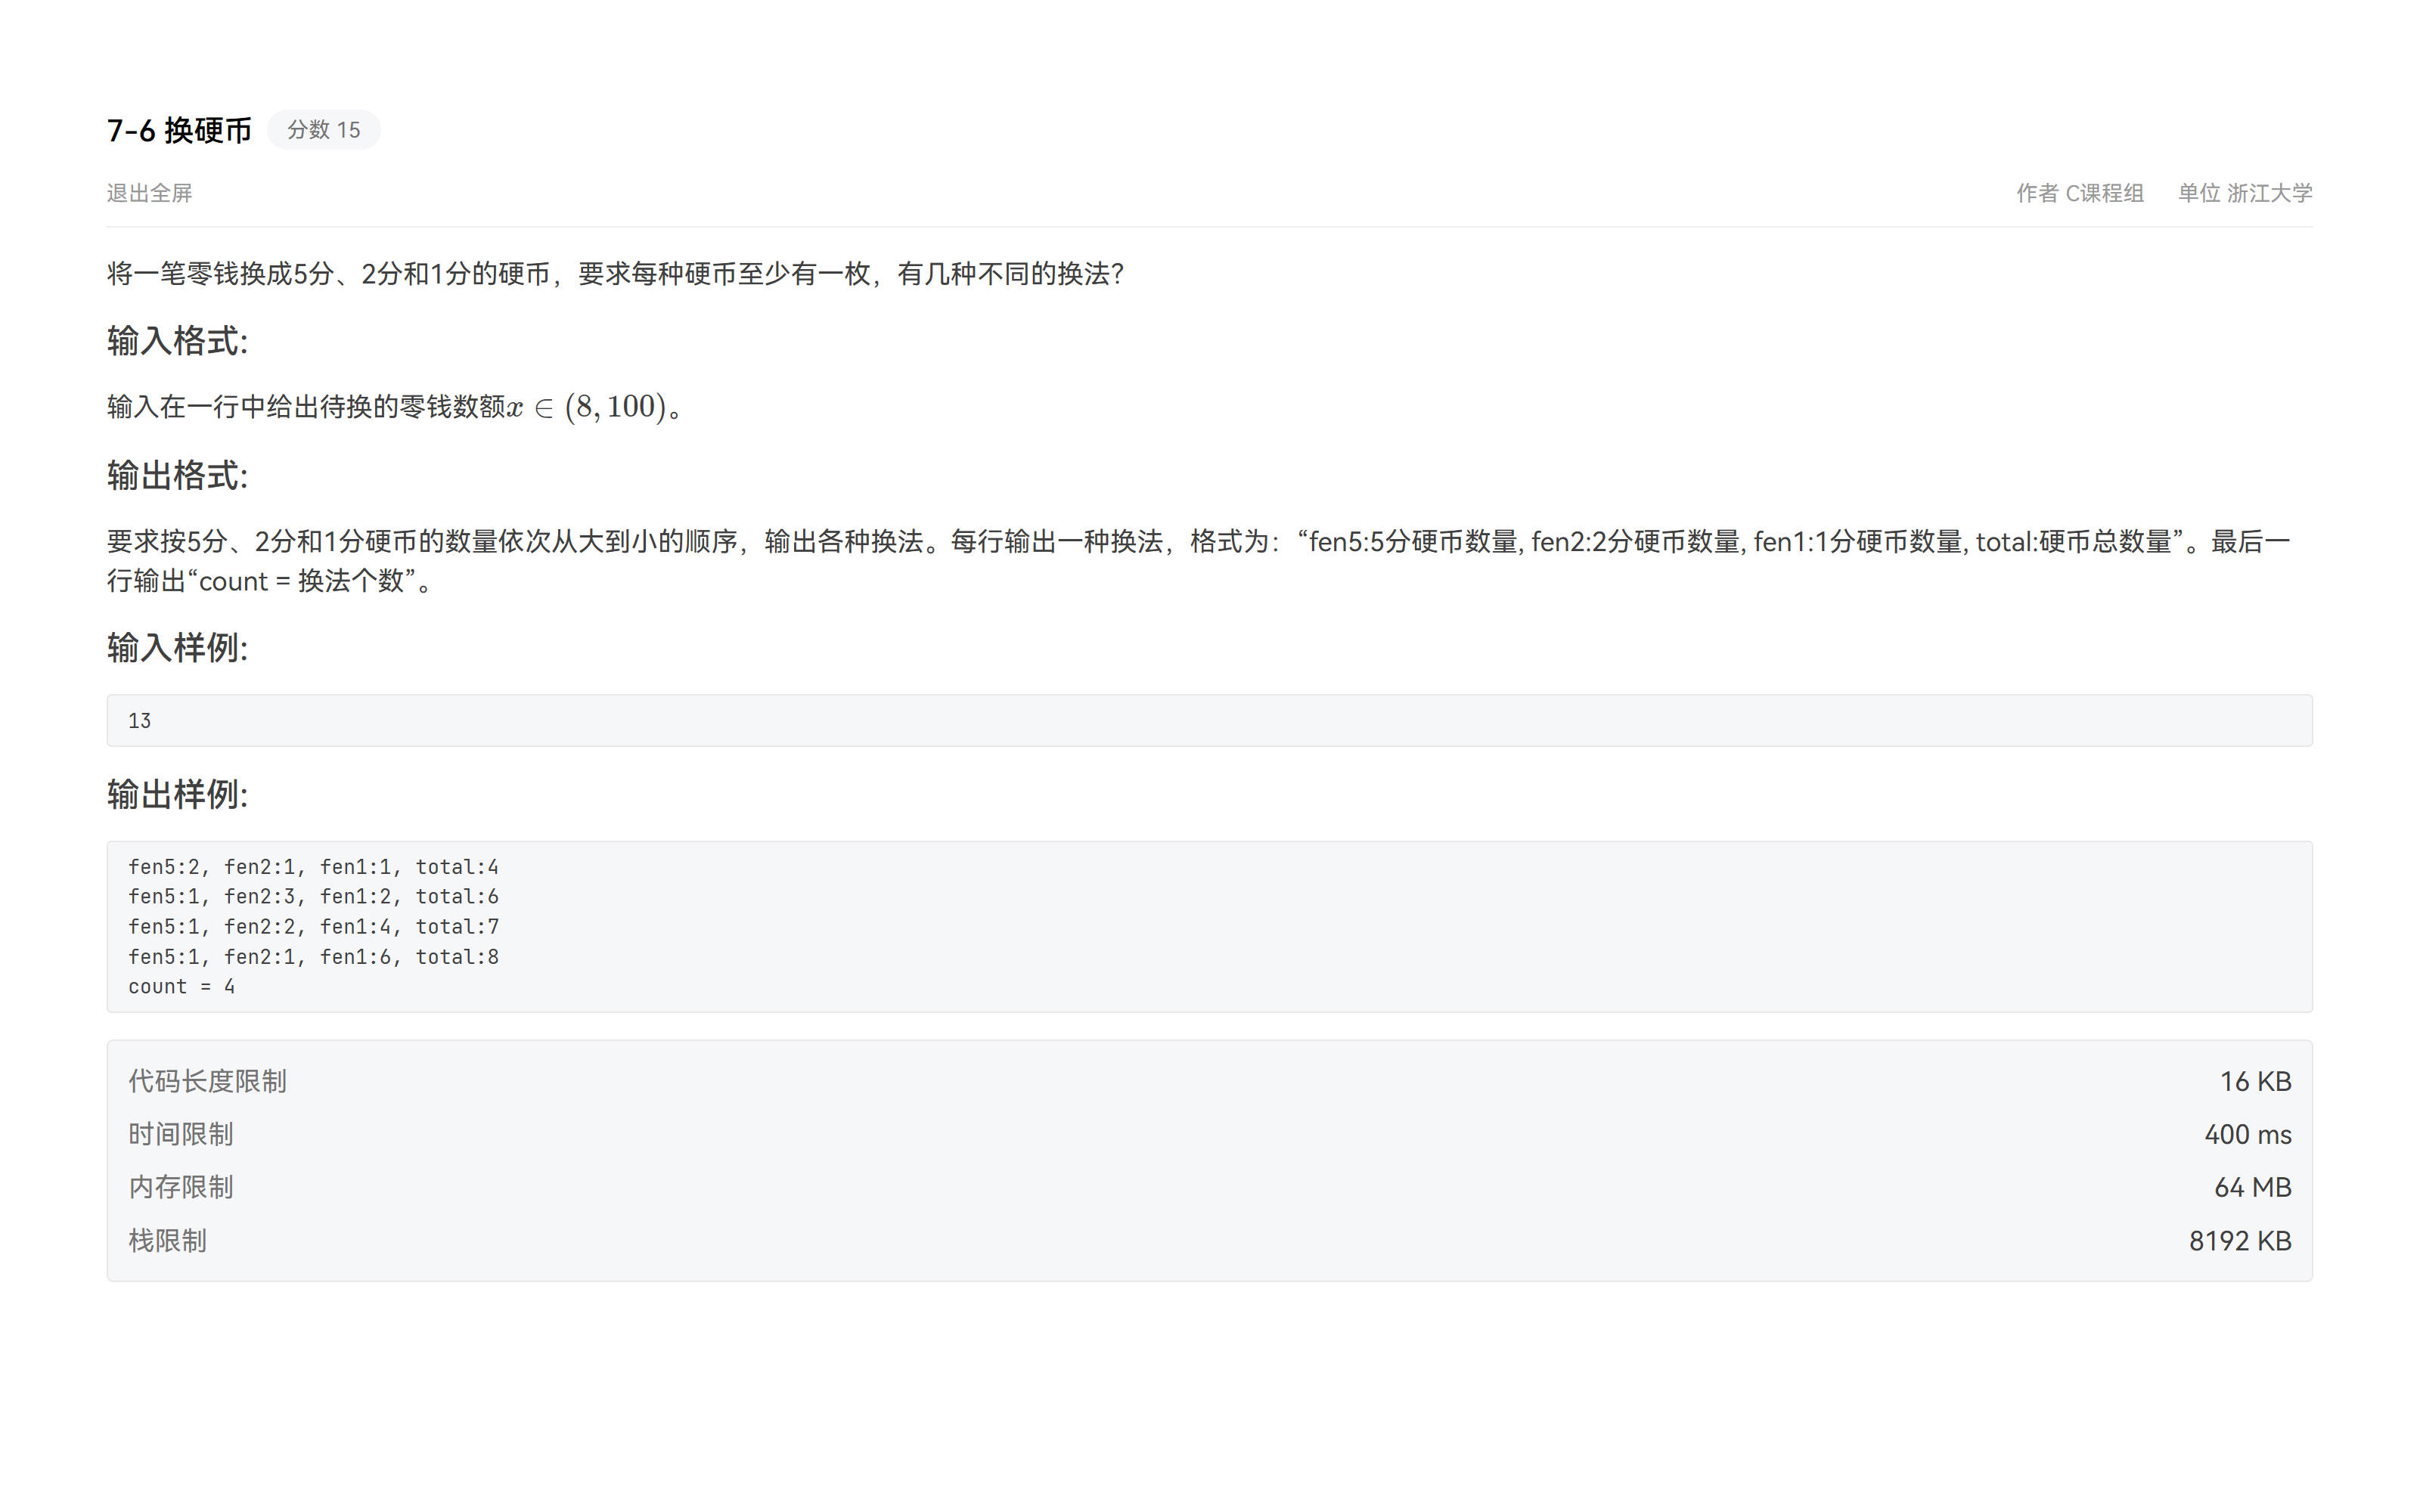 7-6 换硬币 分数 15
退出全屏 作者 C课程组 单位 浙江大学
将一笔零钱换成5分、2分和1分的硬币，要求每种硬币至少有一枚，有几种不同的换法？
输入格式:
输入在一行中给出待换的零钱数额x ∈ (8, 100)。
输出格式:
要求按5分、2分和1分硬币的数量依次从大到小的顺序，输出各种换法。每行输出一种换法，格式为：“fen5:5分硬币数量, fen2:2分硬币数量, fen1:1分硬币数量, total:硬币总数量”。最后一
行输出“count = 换法个数”。
输入样例:
13
输出样例:
fen5:2, fen2:1, fen1:1, total:4
fen5:1, fen2:3, fen1:2, total:6
fen5:1, fen2:2, fen1:4, total:7
fen5:1, fen2:1, fen1:6, total:8
count = 4
代码长度限制 16 KB
时间限制 400 ms
内存限制 64 MB
栈限制 8192 KB